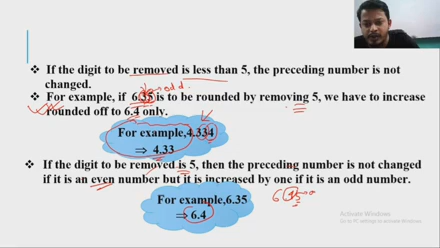 ❖ If the digit to be removed is less than 5, the preceding number is not
changed.
odd
❖ For example, if 6.35 is to be rounded by removing 5, we have to increase
rounded off to 6.4 only.
For example,4.334
⇒ 4.33
❖ If the digit to be removed is 5, then the preceding number is not changed
if it is an even number but it is increased by one if it is an odd number.
For example,6.35
⇒ 6.4
Activate Windows